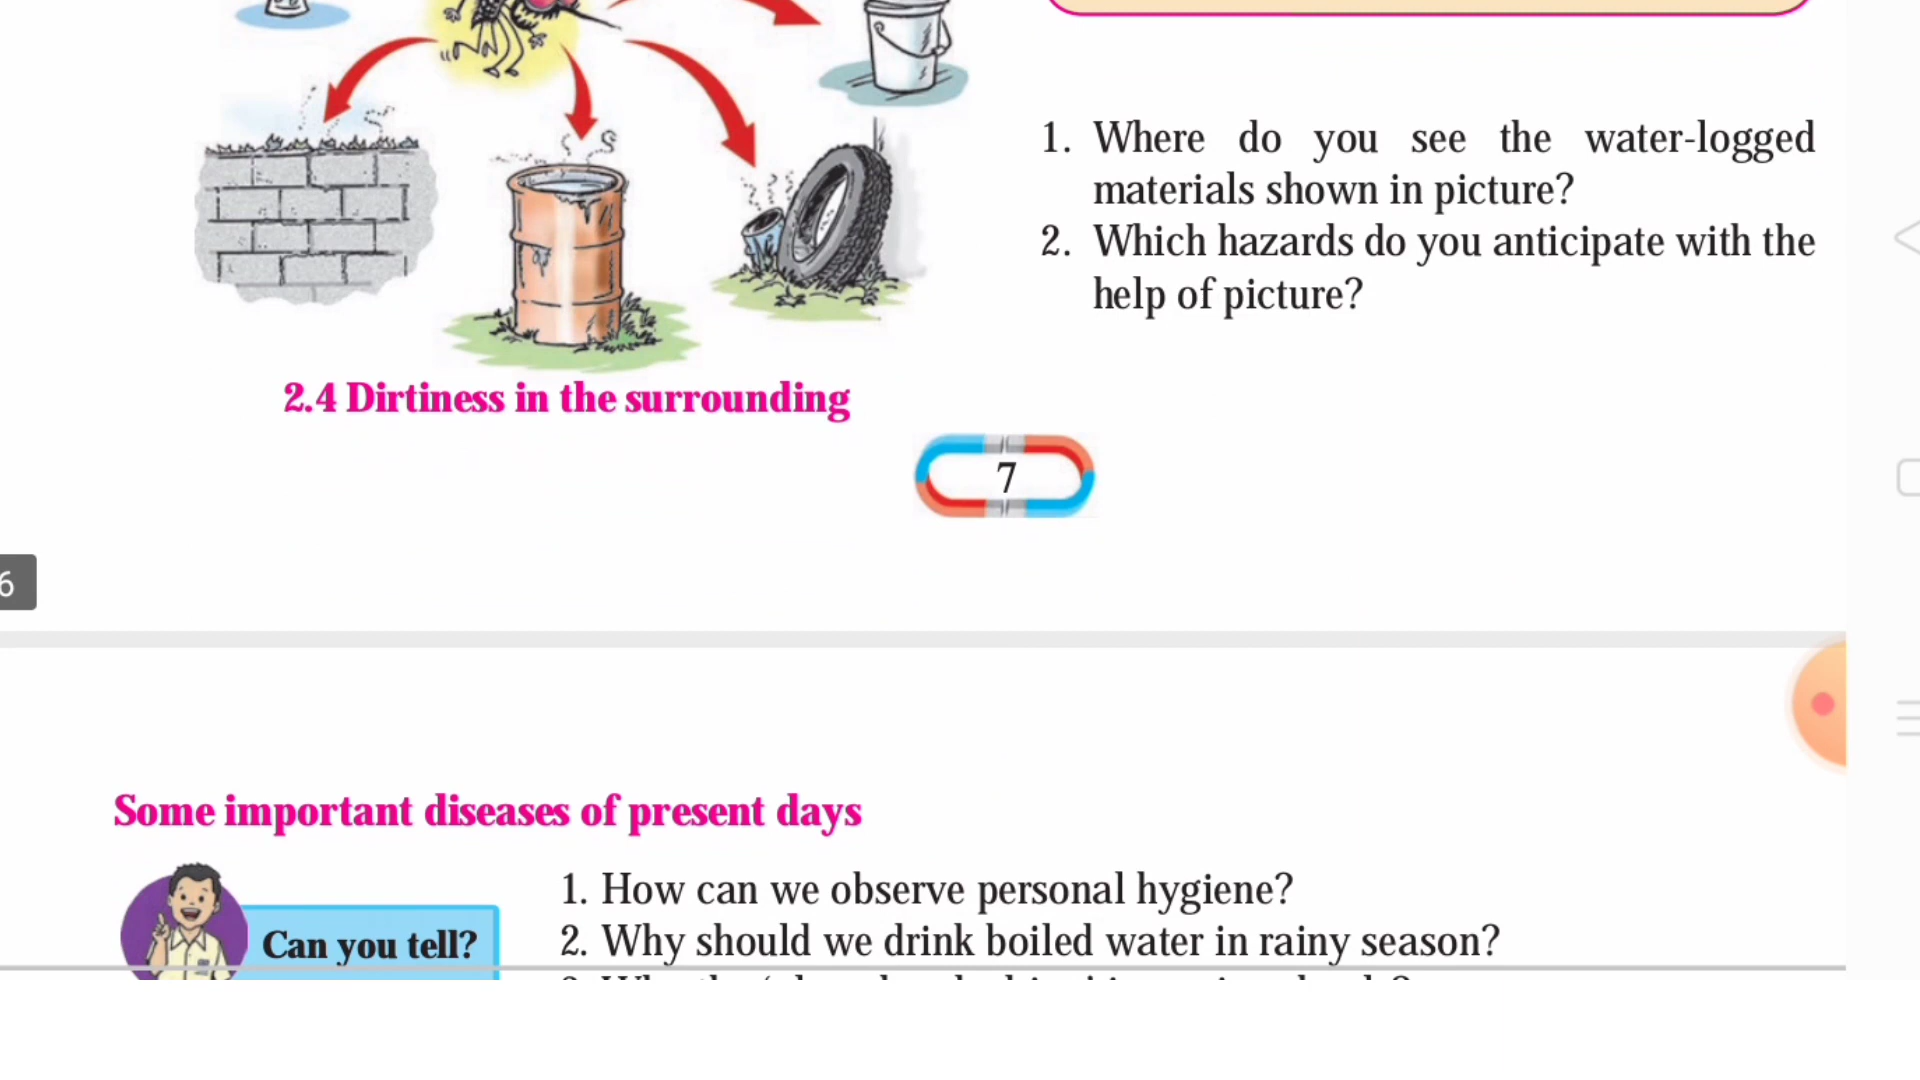 1. Where do you see the water-logged
materials shown in picture?
2. Which hazards do you anticipate with the
help of picture?
2.4 Dirtiness in the surrounding
7
6
Some important diseases of present days
Can you tell?
1. How can we observe personal hygiene?
2. Why should we drink boiled water in rainy season?